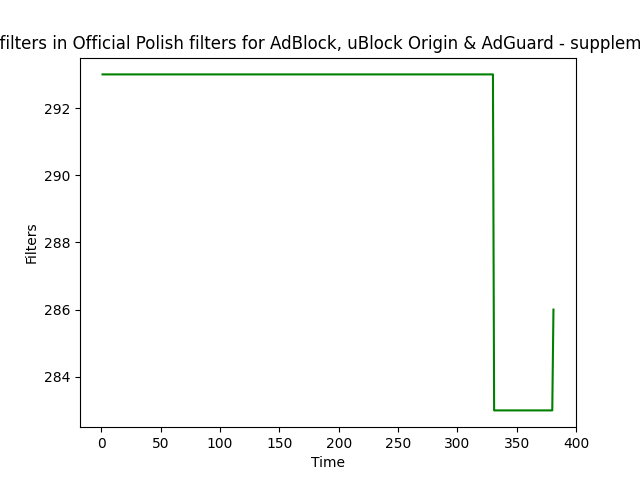 filters in Official Polish filters for AdBlock, uBlock Origin & AdGuard - supplem
292
290
288
286
284
Filters
0 50 100 150 200 250 300 350 400
Time